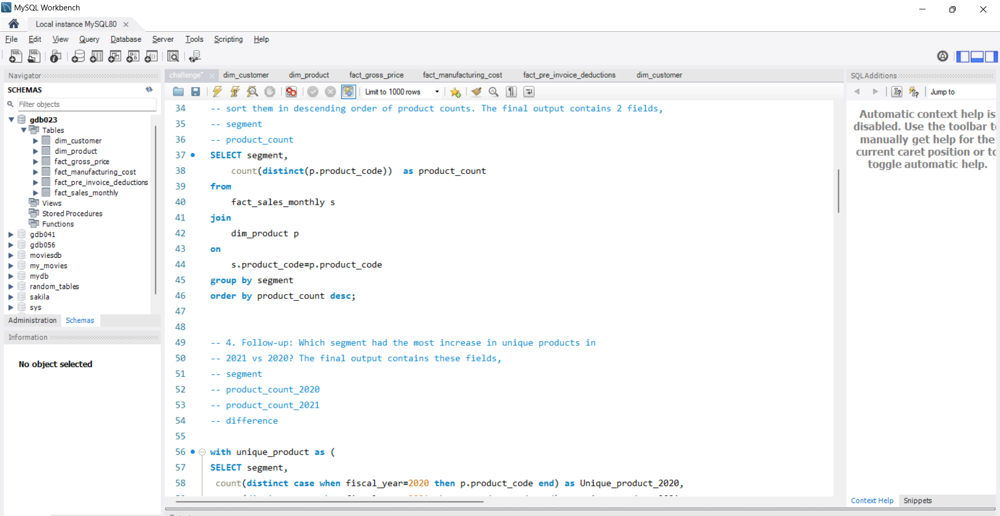 MySQL Workbench
Local instance MySQL80
File Edit View Query Database Server Tools Scripting Help
Navigator
SCHEMAS
Filter objects
gdb023
Tables
dim_customer
dim_product
fact_gross_price
fact_manufacturing_cost
fact_pre_invoice_deductions
fact_sales_monthly
Views
Stored Procedures
Functions
gdb041
gdb056
moviesdb
my_movies
mydb
random_tables
sakila
sys
Administration Schemas
Information
No object selected
challenge* dim_customer dim_product fact_gross_price fact_manufacturing_cost fact_pre_invoice_deductions dim_customer
Limit to 1000 rows
34 -- sort them in descending order of product counts. The final output contains 2 fields,
35 -- segment
36 -- product_count
37 SELECT segment,
38 count(distinct(p.product_code)) as product_count
39 from
40 fact_sales_monthly s
41 join
42 dim_product p
43 on
44 s.product_code=p.product_code
45 group by segment
46 order by product_count desc;
47
48
49 -- 4. Follow-up: Which segment had the most increase in unique products in
50 -- 2021 vs 2020? The final output contains these fields,
51 -- segment
52 -- product_count_2020
53 -- product_count_2021
54 -- difference
55
56 with unique_product as (
57 SELECT segment,
58 count(distinct case when fiscal_year=2020 then p.product_code end) as Unique_product_2020,
SQLAdditions
Jump to
Automatic context help is
disabled. Use the toolbar
manually get help for the
current caret position or
toggle automatic help.
Context Help Snippets